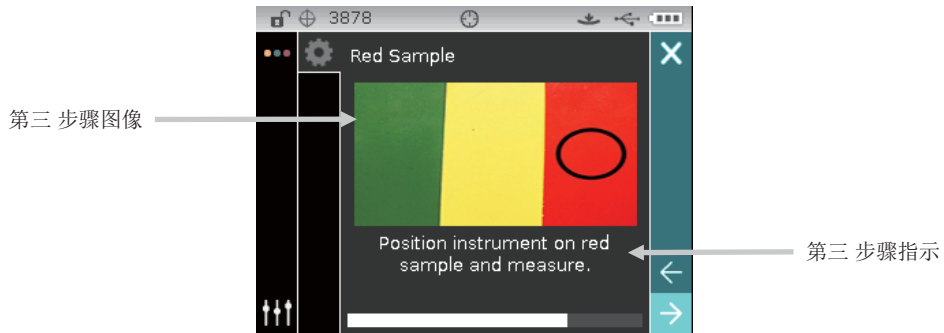 3878
Red Sample
第三 步骤图像
Position instrument on red
sample and measure.
第三 步骤指示